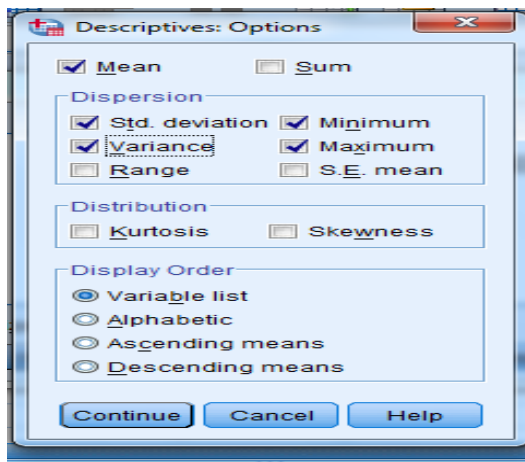 Descriptives: Options
Mean Sum
Dispersion
Std. deviation Minimum
Variance Maximum
Range S.E. mean
Distribution
Kurtosis Skewness
Display Order
Variable list
Alphabetic
Ascending means
Descending means
Continue Cancel Help